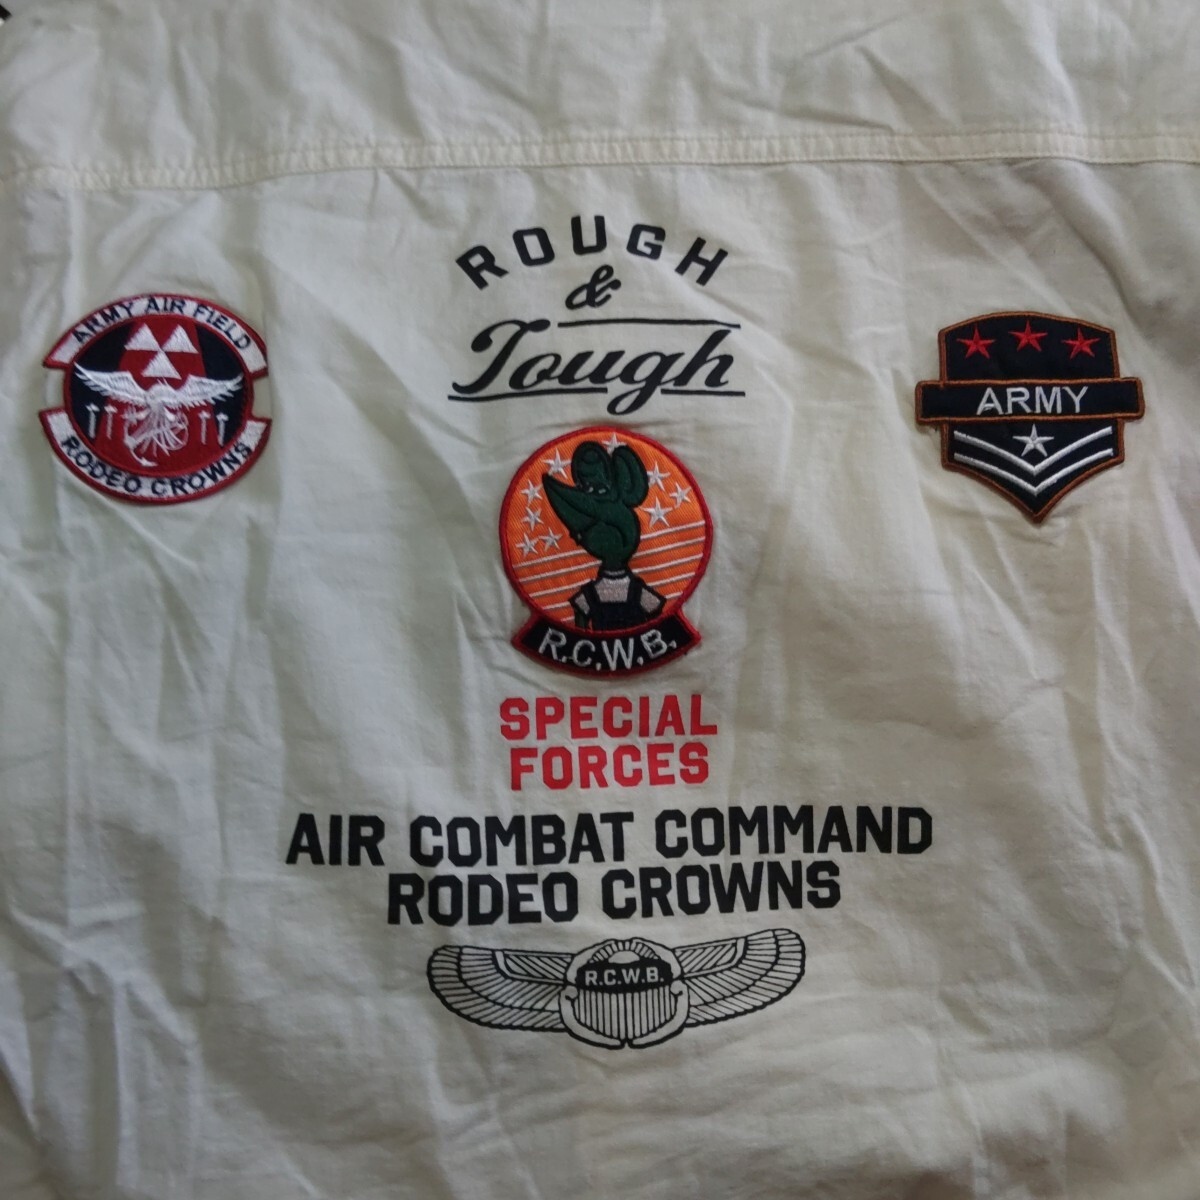 ROUGH
&
Tough
ARMY AIR FIELD
RODEO CROWNS
ARMY
R.C.W.B.
SPECIAL
FORCES
AIR COMBAT COMMAND
RODEO CROWNS
R.C.W.B.